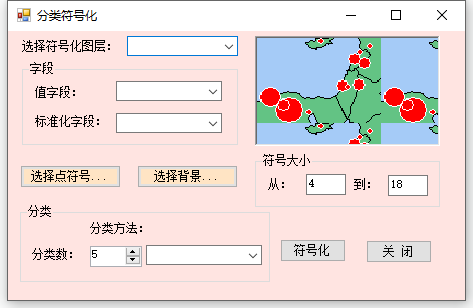 分类符号化
选择符号化图层：
字段
值字段：
标准化字段：
选择点符号...
选择背景...
符号大小
从： 4 到： 18
分类
分类方法：
分类数： 5
符号化
关 闭